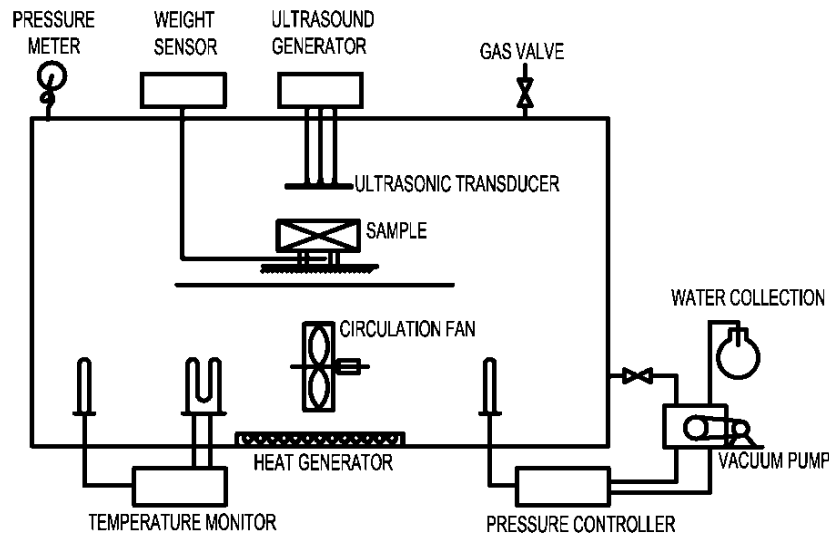 PRESSURE
METER
WEIGHT
SENSOR
ULTRASOUND
GENERATOR
GAS VALVE
ULTRASONIC TRANSDUCER
SAMPLE
WATER COLLECTION
CIRCULATION FAN
HEAT GENERATOR
VACUUM PUMP
TEMPERATURE MONITOR
PRESSURE CONTROLLER